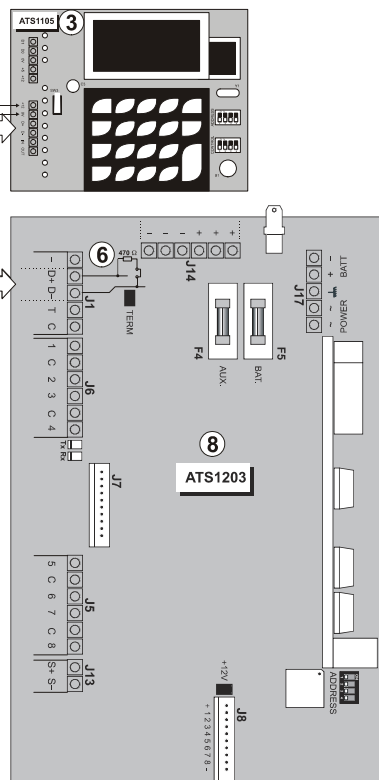 ATS1105
3
6
470 Ω
TERM
– – – + + +
J14
– D+ D– T C
J1
1 C 2 3 C 4
J6
Tx Rx
J7
5 C 6 7 C 8
J5
S+ S–
J13
F4
AUX.
F5
BAT.
BATT
– +
POWER
~ ~
J17
8
ATS1203
ADDRESS
+12V
J8
+ 1 2 3 4 5 6 7 8 -